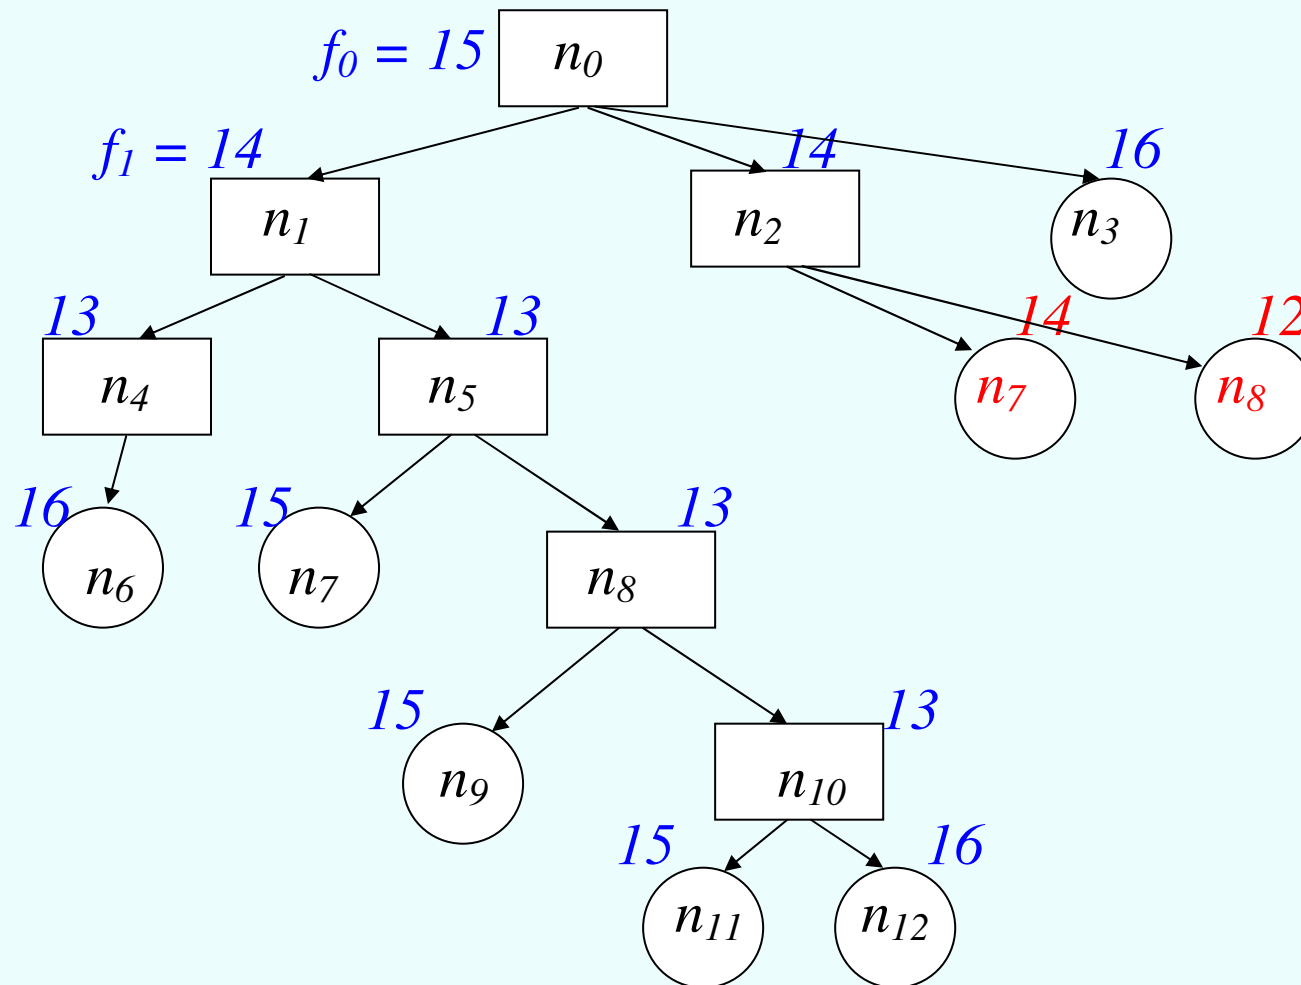 f₀ = 15 n₀
f₁ = 14 14 16
n₁ n₂ n₃
13 13 14 12
n₄ n₅ n₇ n₈
16 15 13
n₆ n₇ n₈
15 13
n₉ n₁₀
15 16
n₁₁ n₁₂